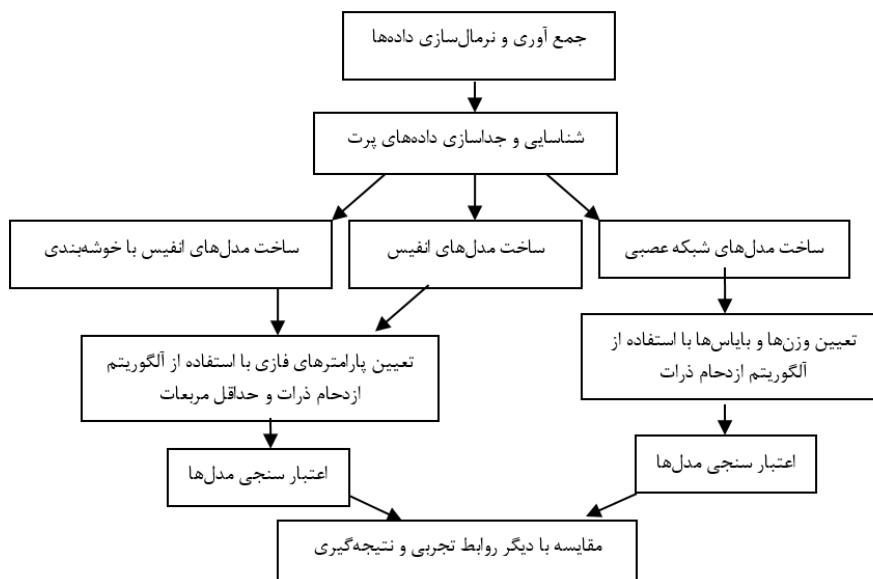 جمع آوری و نرمال‌سازی داده‌ها
شناسایی و جداسازی داده‌های پرت
ساخت مدل‌های شبکه عصبی
ساخت مدل‌های انفیس
ساخت مدل‌های انفیس با خوشه‌بندی
تعیین وزن‌ها و بایاس‌ها با استفاده از
آلگوریتم ازدحام ذرات
تعیین پارامترهای فازی با استفاده از آلگوریتم
ازدحام ذرات و حداقل مربعات
اعتبار سنجی مدل‌ها
اعتبار سنجی مدل‌ها
مقایسه با دیگر روابط تجربی و نتیجه‌گیری